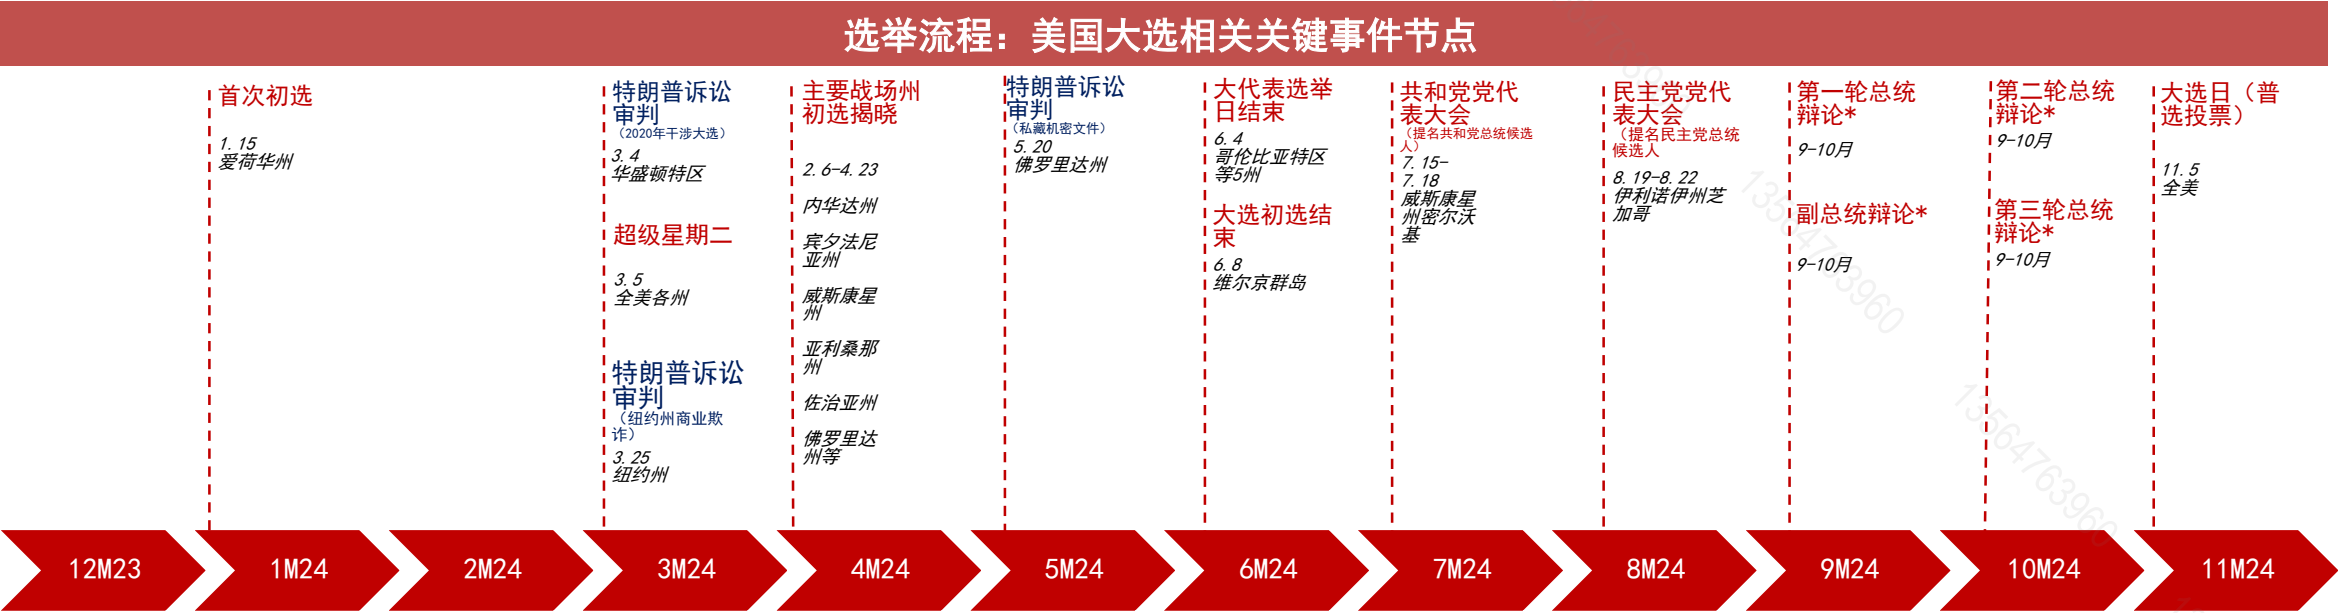 选举流程：美国大选相关关键事件节点
首次初选
1.15
爱荷华州
特朗普诉讼
审判
（2020年干涉大选）
3.4
华盛顿特区
超级星期二
3.5
全美各州
特朗普诉讼
审判
（纽约州商业欺
诈）
3.25
纽约州
主要战场州
初选揭晓
2.6-4.23
内华达州
宾夕法尼
亚州
威斯康星
州
亚利桑那
州
佐治亚州
佛罗里达
州等
特朗普诉讼
审判
（私藏机密文件）
5.20
佛罗里达州
大代表选举
日结束
6.4
哥伦比亚特区
等5州
大选初选结
束
6.8
维尔京群岛
共和党党代
表大会
（提名共和党总统候选
人）
7.15-
7.18
威斯康星
州密尔沃
基
民主党党代
表大会
（提名民主党总统
候选人
8.19-8.22
伊利诺伊州芝
加哥
第一轮总统
辩论*
9-10月
副总统辩论*
9-10月
第二轮总统
辩论*
9-10月
第三轮总统
辩论*
9-10月
大选日（普
选投票）
11.5
全美
12M23
1M24
2M24
3M24
4M24
5M24
6M24
7M24
8M24
9M24
10M24
11M24
13564763960
13564763960